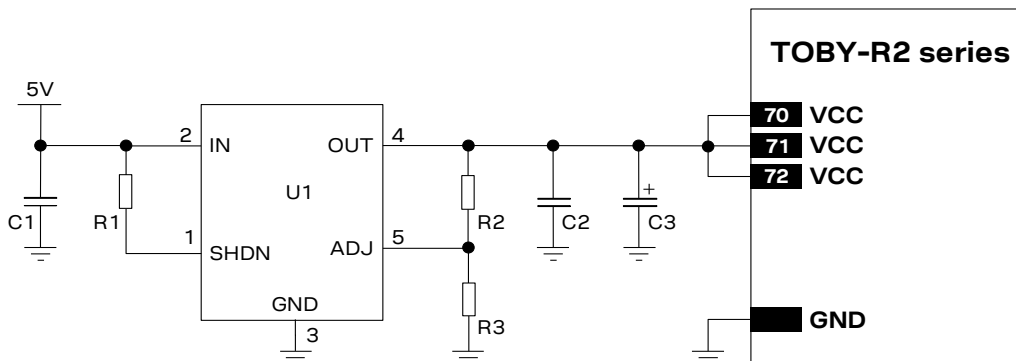 TOBY-R2 series
5V
70 VCC
71 VCC
72 VCC
2 IN
OUT 4
U1
C1
R1
R2
C2
+
C3
1 SHDN
ADJ 5
GND
3
R3
GND